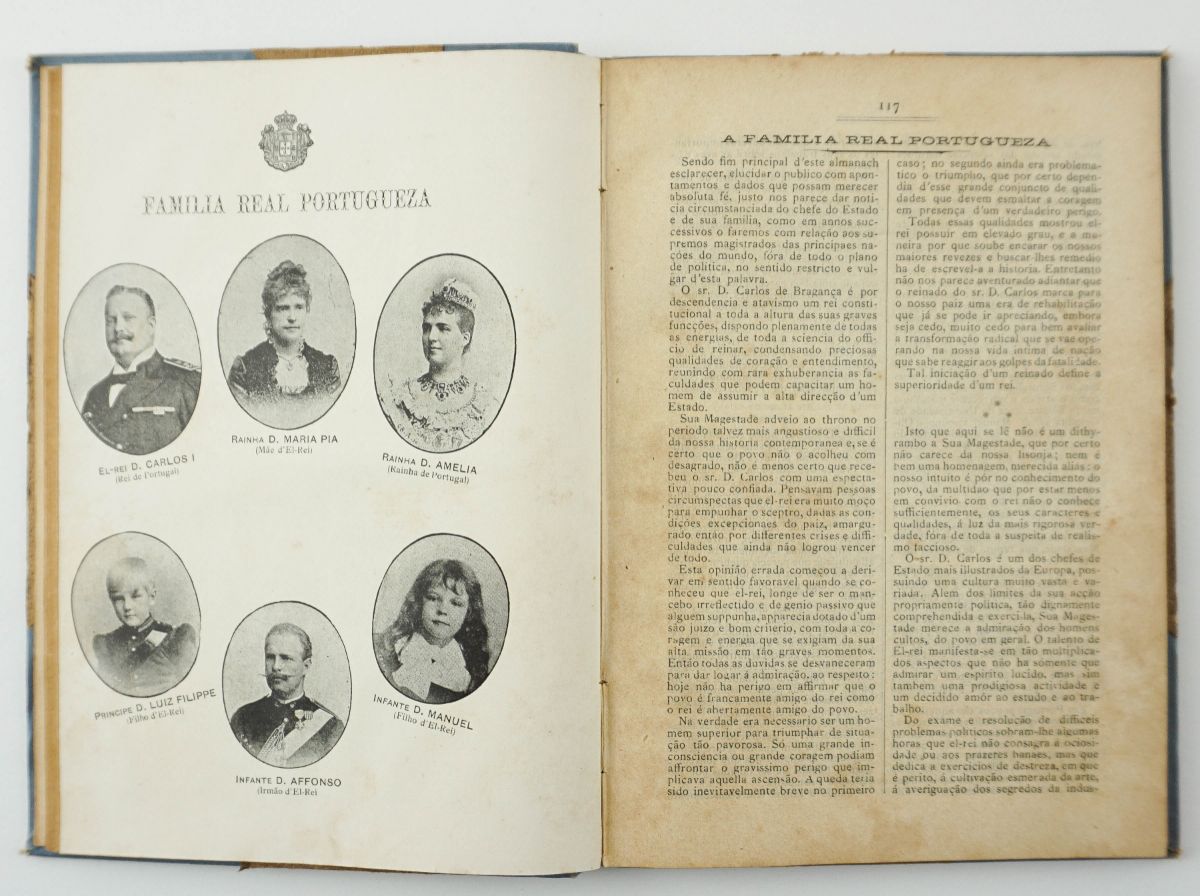 FAMILIA REAL PORTUGUEZA
EL-REI D. CARLOS I
(Rei de Portugal)
RAINHA D. MARIA PIA
(Mãe d'El-Rei)
RAINHA D. AMELIA
(Rainha de Portugal)
PRINCIPE D. LUIZ FILIPPE
(Filho d'El-Rei)
INFANTE D. AFFONSO
(Irmão d'El-Rei
INFANTE D. MANUEL
(Filho d'El-Rei)
117
A FAMILIA REAL PORTUGUEZA
Sendo fim principal d'este almanach
esclarecer, elucidar o publico com apon-
tamentos e dados que possam merecer
absoluta fé, justo nos parece dar noti-
cia circumstanciada do chefe do Estado
e de sua familia, como em annos suc-
cessivos o faremos com relação aos su-
premos magistrados das principaes na-
ções do mundo, fóra de todo o plano
de politica, no sentido restricto e vul-
gar d'esta palavra.
O sr. D. Carlos de Bragança é por
descendencia e atavismo um rei consti-
tucional a toda a altura das suas graves
funcções, dispondo plenamente de todas
as energias, de toda a sciencia do offi-
cio de reinar, condensando preciosas
qualidades de coração e entendimento,
reunindo com rara exhuberancia as fa-
culdades que podem capacitar um ho-
mem de assumir a alta direcção d'um
Estado.
Sua Magestade adveio ao throno no
periodo talvez mais angustioso e difficil
da nossa historia contemporanea e, se é
certo que o povo não o acolheu com
desagrado, não é menos certo que rece-
beu o sr. D. Carlos com uma especta-
tiva pouco confiada. Pensavam pessoas
circumspectas que el-rei era muito moço
para empunhar o sceptro, dadas as con-
dições excepcionaes do paiz, amargu-
rado então por differentes crises e diffi-
culdades que ainda não logrou vencer
de todo.
Esta opinião errada começou a deri-
var em sentido favoravel quando se co-
nheceu que el-rei, longe de ser o man-
cebo irreflectido e de genio passivo que
alguem suppunha, apparecia dotado d'um
são juizo e bom criterio, com toda a co-
ragem e energia que se exigiam da sua
alta missão em tão graves momentos.
Então todas as duvidas se desvaneceram
para dar logar á admiração, ao respeito:
hoje não ha perigo em affirmar que o
povo é francamente amigo do rei como
o rei é abertamente amigo do povo.
Na verdade era necessario ser um ho-
mem superior para triumphar de situa-
ção tão pavorosa. Só uma grande in-
consciencia ou grande coragem podiam
affrontar o gravissimo perigo que im-
plicava aquella ascensão. A queda teria
sido inevitavelmente breve no primeiro
caso; no segundo ainda era problema-
tico o triumpho, que por certo depen-
dia d'esse grande conjuncto de quali-
dades que devem esmaltar a coragem
em presença d'um verdadeiro perigo.
Todas essas qualidades mostrou el-
rei possuir em elevado grau, e a ma-
neira por que soube encarar os nossos
maiores revezes e buscar-lhes remedio
ha de escrevel-a a historia. Entretanto
não nos parece aventurado adiantar que
o reinado do sr. D. Carlos marca para
o nosso paiz uma era de rehabilitação
que já se pode ir apreciando, embora
seja cedo, muito cedo para bem avaliar
a transformação radical que se vae ope-
rando na nossa vida intima de nação
que sabe reaggir aos golpes da fatalidade.
Tal iniciação d'um reinado define a
superioridade d'um rei.
* * *
Isto que aqui se lê não é um dithy-
rambo a Sua Magestade, que por certo
não carece da nossa lisonja; nem é
bem uma homenagem, merecida alias: o
nosso intuito é pôr no conhecimento do
povo, da multidão que por estar menos
em convivio com o rei não o conhece
sufficientemente, os seus caracteres e
qualidades, á luz da mais rigorosa ver-
dade, fóra de toda a suspeita de realis-
mo faccioso.
O sr. D. Carlos é um dos chefes de
Estado mais illustrados da Europa, pos-
suindo uma cultura muito vasta e va-
riada. Alem dos limites da sua acção
propriamente politica, tão dignamente
comprehendida e exercida, Sua Mages-
tade merece a admiração dos homens
cultos, do povo em geral. O talento de
El-rei manifesta-se em tão multiplica-
dos aspectos que não ha sómente que
admirar um espirito lucido, mas sim
tambem uma prodigiosa actividade e
um decidido amôr ao estudo e ao tra-
balho.
Do exame e resolução de difficeis
problemas politicos sobram-lhe algumas
horas que el-rei não consagra á ociosi-
dade ou aos prazeres banaes, mas que
dedica a exercicios de destreza, em que
é perito, á cultivação esmerada da arte,
á averiguação dos segredos da indus-